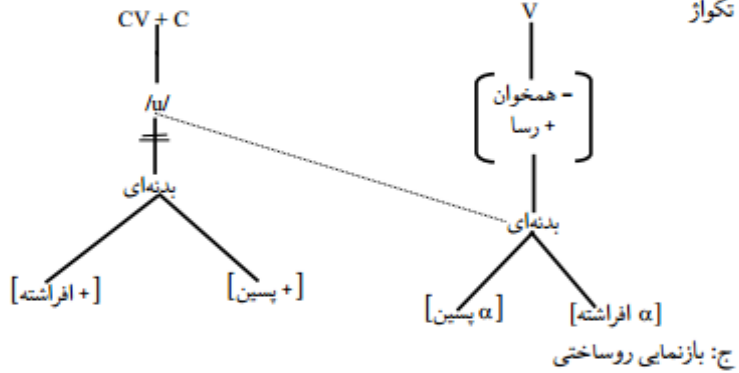 تکواژ
V CV + C
– همخوان
+ رسا
/u/
بدنه‌ای
بدنه‌ای
[α افراشته] [α پسین] [+ پسین] [+ افراشته]
ج: بازنمایی روساختی